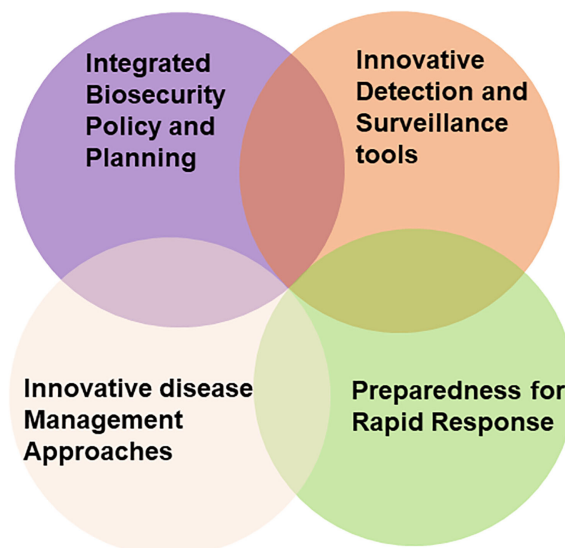 Integrated
Biosecurity
Policy and
Planning
Innovative
Detection and
Surveillance
tools
Innovative disease
Management
Approaches
Preparedness for
Rapid Response